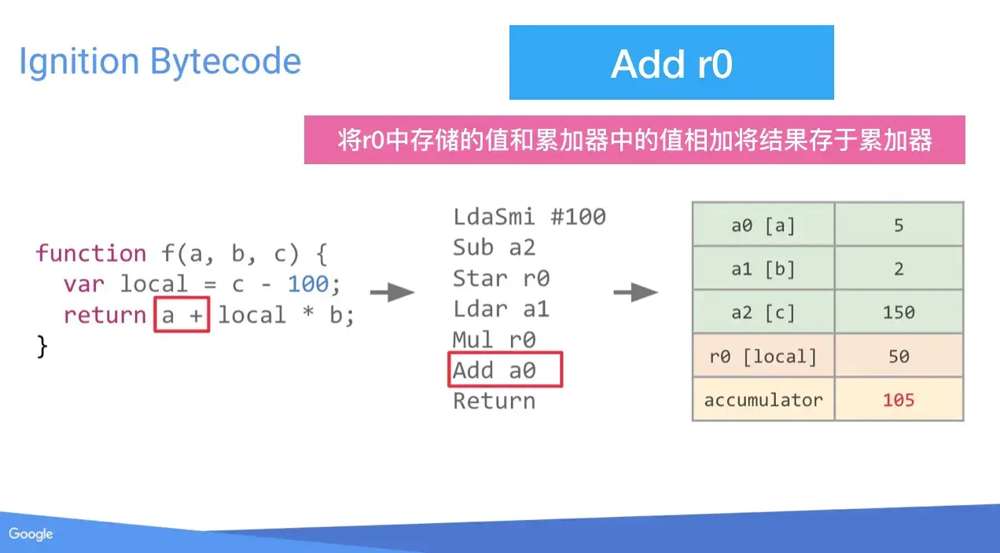 Ignition Bytecode
Add r0
将r0中存储的值和累加器中的值相加将结果存于累加器
function f(a, b, c) {
var local = c - 100;
return a + local * b;
}
LdaSmi #100
Sub a2
Star r0
Ldar a1
Mul r0
Add a0
Return
a0 [a] 5
a1 [b] 2
a2 [c] 150
r0 [local] 50
accumulator 105
Google